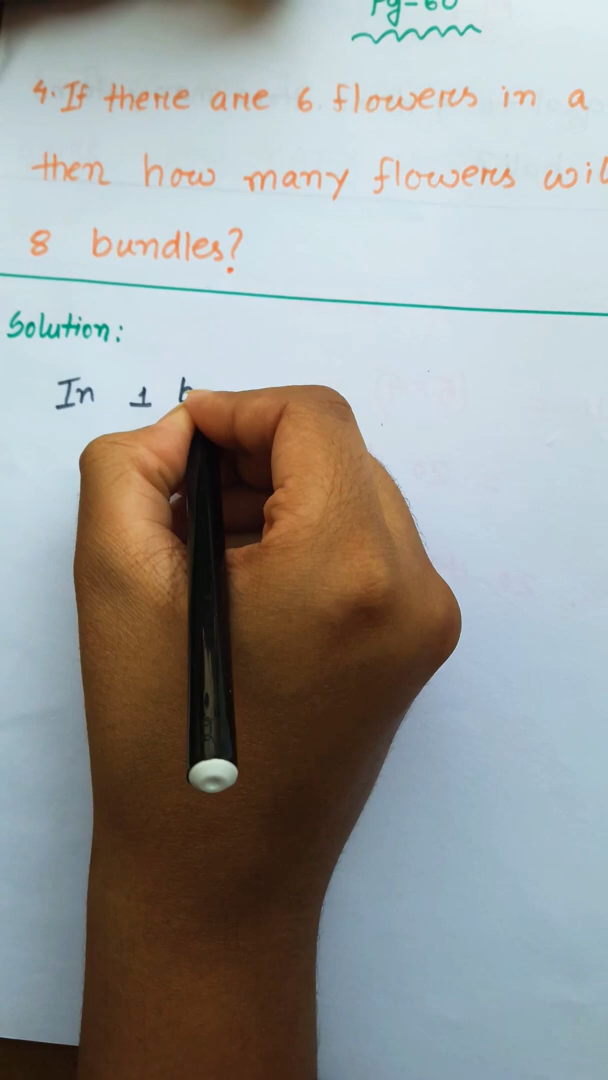 Pg-60
4. If there are 6 flowers in a
then how many flowers wil
8 bundles?
Solution:
In 1 b